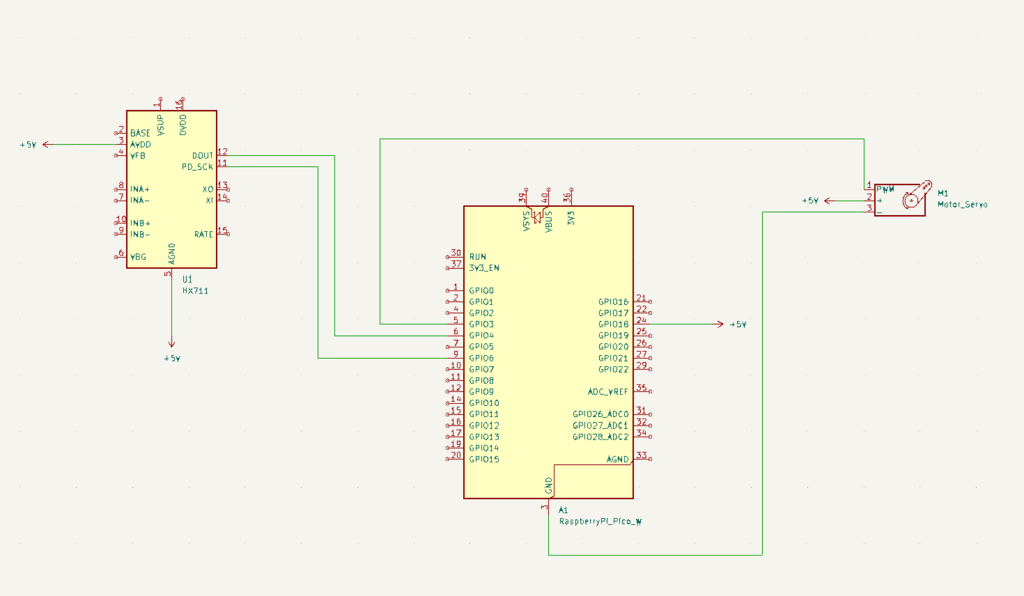 1
16
VSUP
DVDD
2 BASE
+5V
3 AVDD
4 VFB
DOUT 12
PD_SCK 11
8 INA+
XO 13
7 INA-
XI 14
10 INB+
9 INB-
RATE 15
6 VBG
AGND
5
U1
HX711
+5V
39
40
36
VSYS
VBUS
3V3
30 RUN
37 3V3_EN
1 GPIO0
2 GPIO1
4 GPIO2
5 GPIO3
6 GPIO4
7 GPIO5
9 GPIO6
10 GPIO7
11 GPIO8
12 GPIO9
14 GPIO10
15 GPIO11
16 GPIO12
17 GPIO13
19 GPIO14
20 GPIO15
GPIO16 21
GPIO17 22
GPIO18 24
+5V
GPIO19 25
GPIO20 26
GPIO21 27
GPIO22 29
ADC_VREF 35
GPIO26_ADC0 31
GPIO27_ADC1 32
GPIO28_ADC2 34
AGND 33
GND
3
A1
RaspberryPi_Pico_W
1 PWM
+5V
2 +
3 -
M1
Motor_Servo